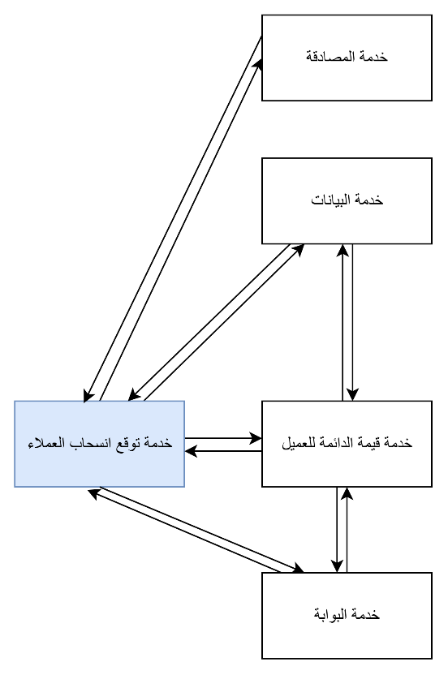 خدمة المصادقة
خدمة البيانات
خدمة توقع انسحاب العملاء
خدمة قيمة الدائمة للعميل
خدمة البوابة